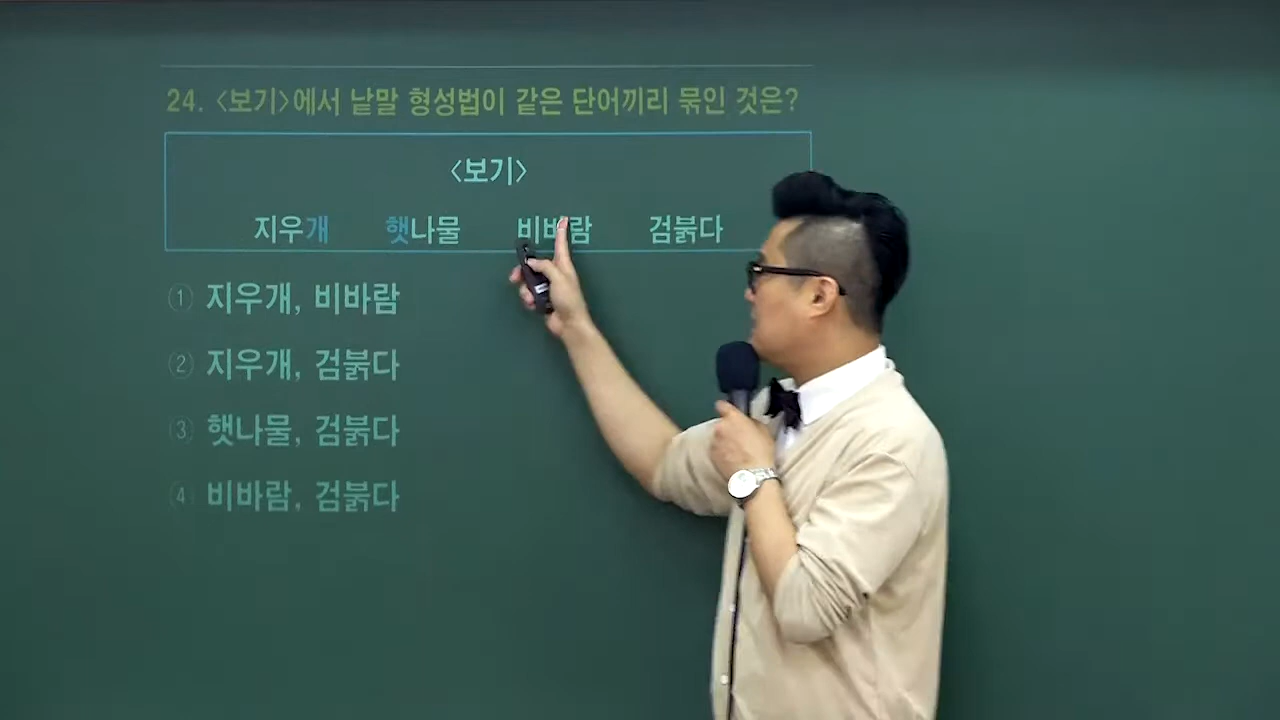 24. 〈보기〉에서 낱말 형성법이 같은 단어끼리 묶인 것은?
〈보기〉
지우개 햇나물 비바람 검붉다
① 지우개, 비바람
② 지우개, 검붉다
③ 햇나물, 검붉다
④ 비바람, 검붉다